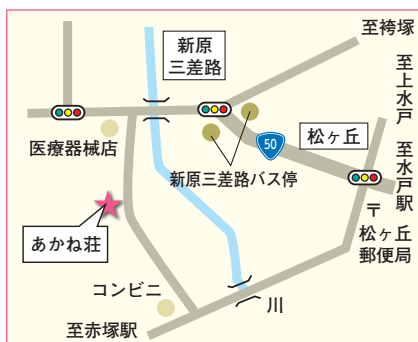 至袴塚
新原
三差路
至上水戸
医療器械店
50
松ヶ丘
至水戸駅
新原三差路バス停
〒
松ヶ丘
郵便局
あかね荘
コンビニ
川
至赤塚駅